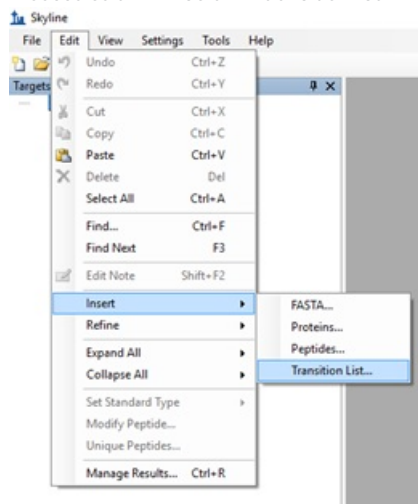 Skyline
File Edit View Settings Tools Help
Targets
Undo Ctrl+Z
Redo Ctrl+Y
Cut Ctrl+X
Copy Ctrl+C
Paste Ctrl+V
Delete Del
Select All Ctrl+A
Find... Ctrl+F
Find Next F3
Edit Note Shift+F2
Insert
FASTA...
Refine
Proteins...
Peptides...
Expand All
Collapse All
Transition List...
Set Standard Type
Modify Peptide...
Unique Peptides...
Manage Results... Ctrl+R